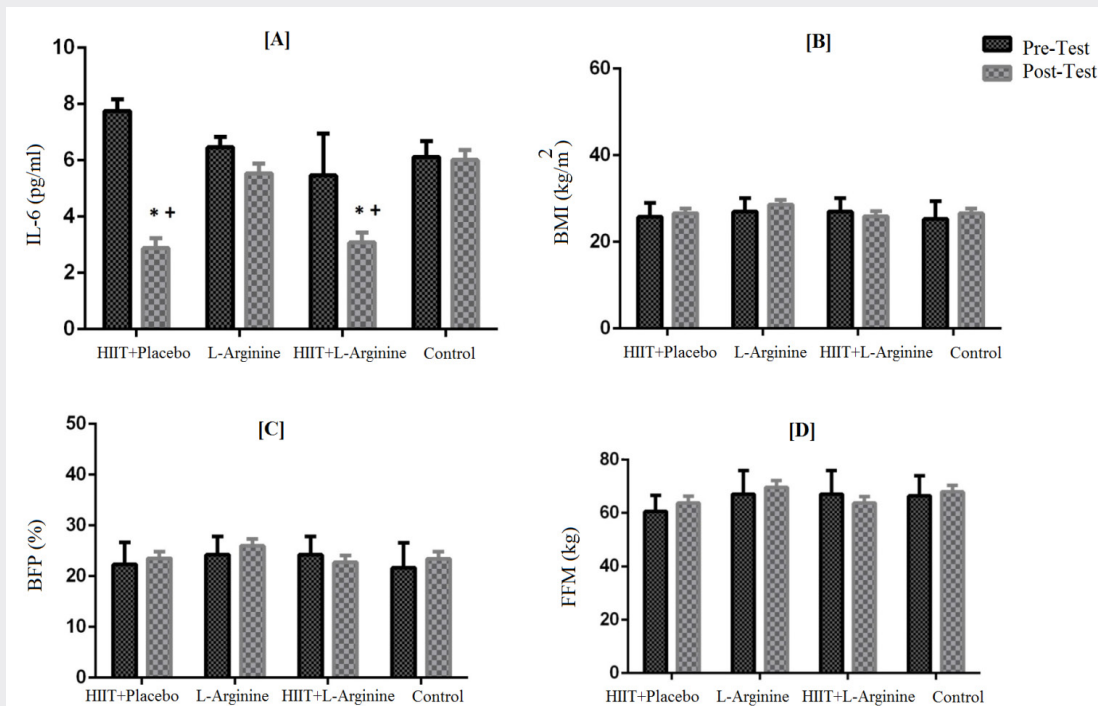 [A]
10
8
6
4
2
0
IL-6 (pg/ml)
* +
* +
HIIT+Placebo
L-Arginine
HIIT+L-Arginine
Control
[B]
Pre-Test
Post-Test
60
40
20
0
BMI (kg/m²)
HIIT+Placebo
L-Arginine
HIIT+L-Arginine
Control
[C]
50
40
30
20
10
0
BFP (%)
HIIT+Placebo
L-Arginine
HIIT+L-Arginine
Control
[D]
80
60
40
20
0
FFM (kg)
HIIT+Placebo
L-Arginine
HIIT+L-Arginine
Control